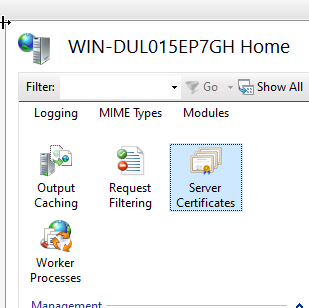 WIN-DUL015EP7GH Home
Filter: Go Show All
Logging MIME Types Modules
Output Caching
Request Filtering
Server Certificates
Worker Processes
Management